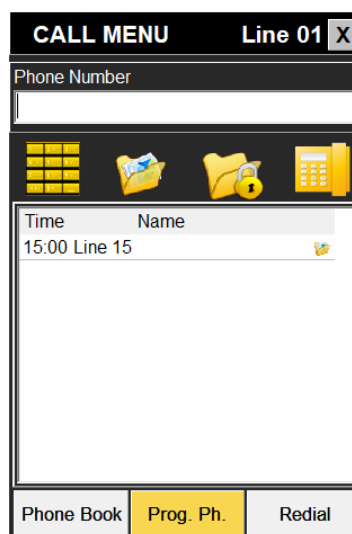 CALL MENU Line 01 X
Phone Number
Time Name
15:00 Line 15
Phone Book Prog. Ph. Redial